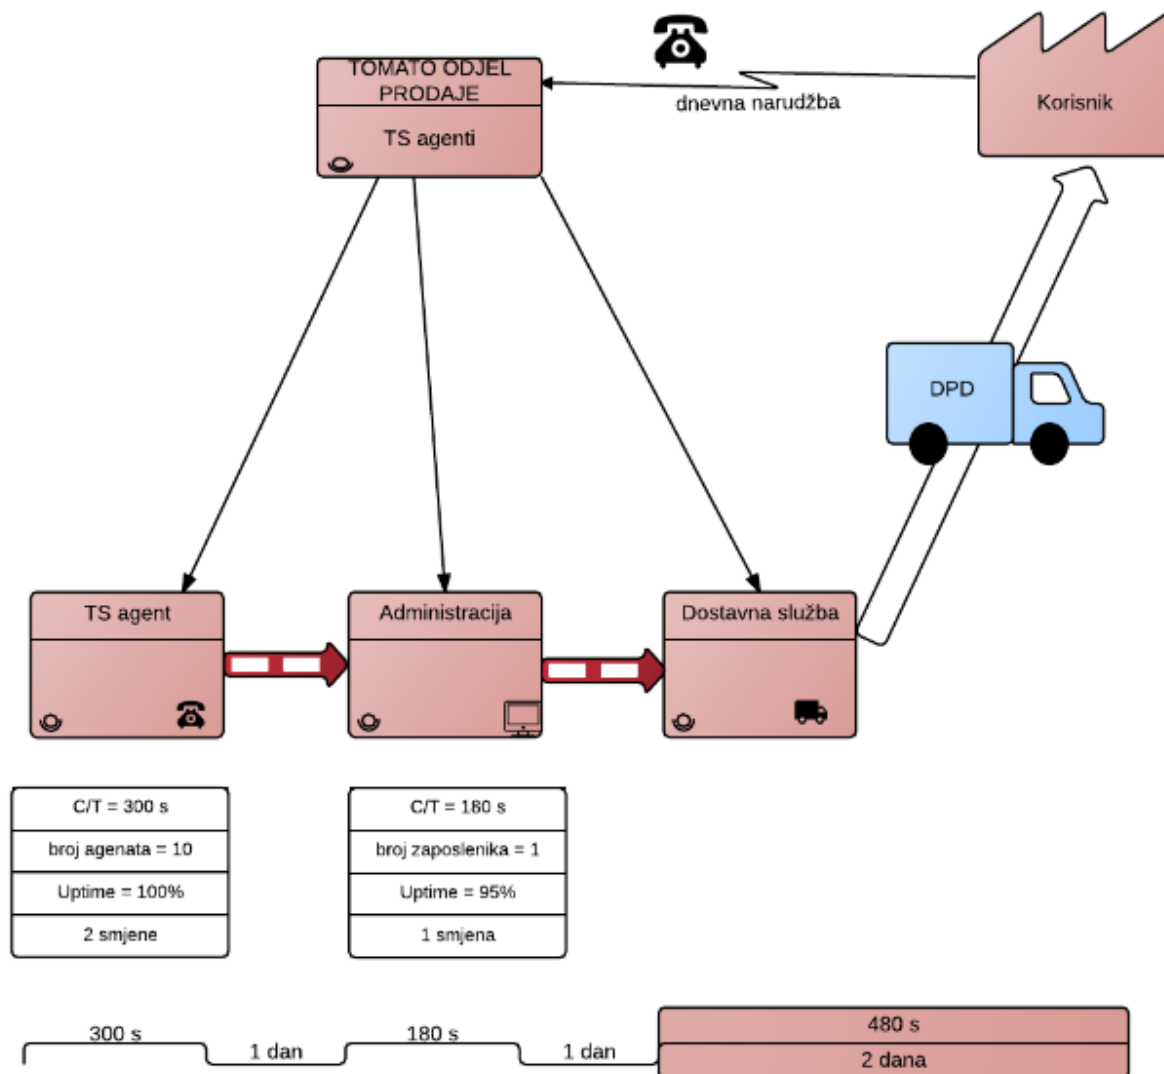 TOMATO ODJEL
PRODAJE
TS agenti
dnevna narudžba
Korisnik
DPD
TS agent
Administracija
Dostavna služba
C/T = 300 s
broj agenata = 10
Uptime = 100%
2 smjene
C/T = 180 s
broj zaposlenika = 1
Uptime = 95%
1 smjena
300 s
1 dan
180 s
1 dan
480 s
2 dana